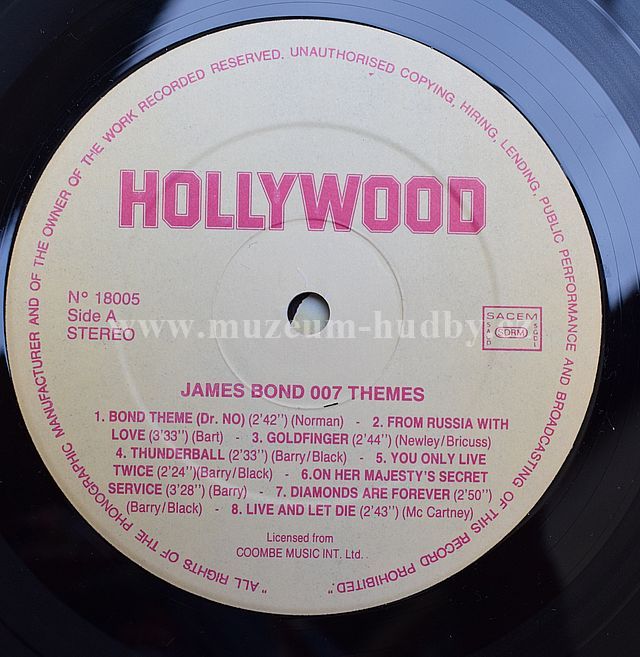 "ALL RIGHTS OF THE PHONOGRAPHIC MANUFACTURER AND OF THE OWNER OF THE WORK RECORDED RESERVED. UNAUTHORISED COPYING, HIRING, LENDING, PUBLIC PERFORMANCE AND BROADCASTING OF THIS RECORD PROHIBITED."
HOLLYWOOD
N° 18005
Side A
STEREO
SACEM
SACD SDRM SGDL
www.muzeum-hudby.cz
JAMES BOND 007 THEMES
1. BOND THEME (Dr. NO) (2'42") (Norman) - 2. FROM RUSSIA WITH
LOVE (3'33") (Bart) - 3. GOLDFINGER (2'44") (Newley/Bricuss)
4. THUNDERBALL (2'33") (Barry/Black) - 5. YOU ONLY LIVE
TWICE (2'24")(Barry/Black) - 6.ON HER MAJESTY'S SECRET
SERVICE (3'28") (Barry) - 7. DIAMONDS ARE FOREVER (2'50")
(Barry/Black) - 8. LIVE AND LET DIE (2'43") (Mc Cartney)
Licensed from
COOMBE MUSIC INT. Ltd.